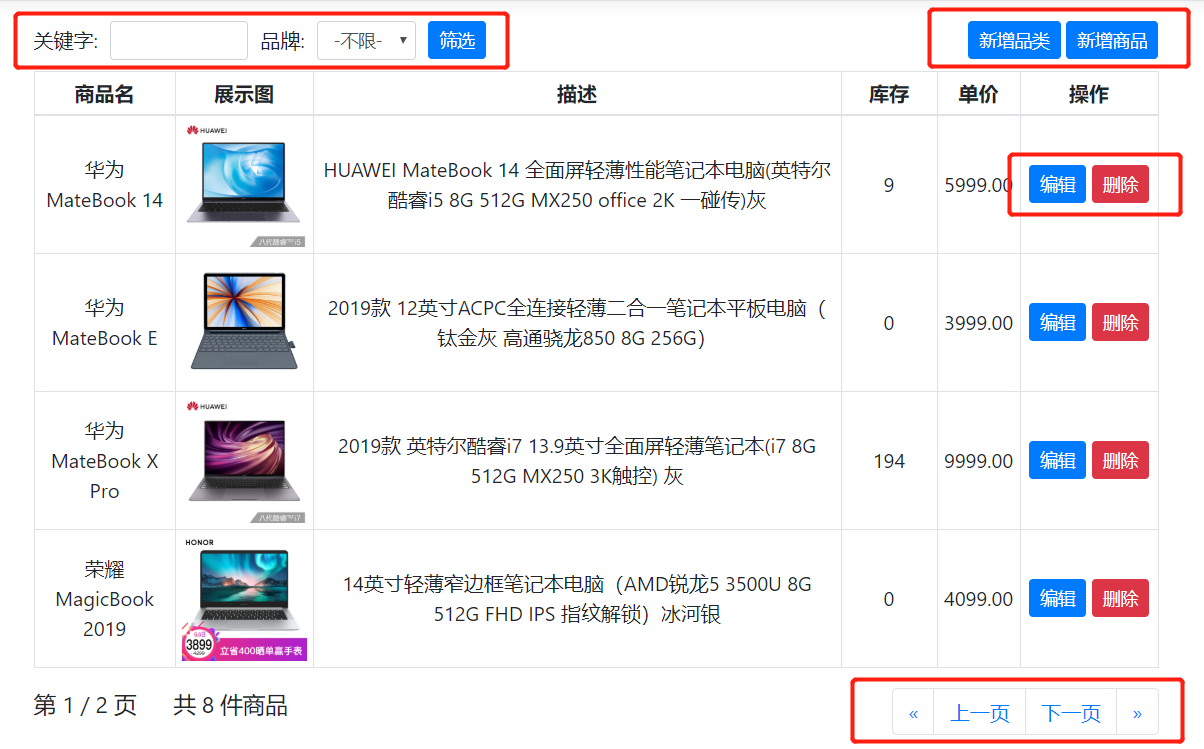 关键字: 品牌: -不限- 筛选 新增品类 新增商品
商品名 展示图 描述 库存 单价 操作
HUAWEI
华为
MateBook 14
HUAWEI MateBook 14 全面屏轻薄性能笔记本电脑(英特尔
酷睿i5 8G 512G MX250 office 2K 一碰传)灰
9 5999.00 编辑 删除
八代酷睿™i5
华为
MateBook E
2019款 12英寸ACPC全连接轻薄二合一笔记本平板电脑（
钛金灰 高通骁龙850 8G 256G）
0 3999.00 编辑 删除
HUAWEI
华为
MateBook X
Pro
2019款 英特尔酷睿i7 13.9英寸全面屏轻薄笔记本(i7 8G
512G MX250 3K触控) 灰
194 9999.00 编辑 删除
八代酷睿™i7
HONOR
荣耀
MagicBook
2019
14英寸轻薄窄边框笔记本电脑（AMD锐龙5 3500U 8G
512G FHD IPS 指纹解锁）冰河银
0 4099.00 编辑 删除
3899
立省400晒单赢手表
第 1 / 2 页 共 8 件商品 « 上一页 下一页 »